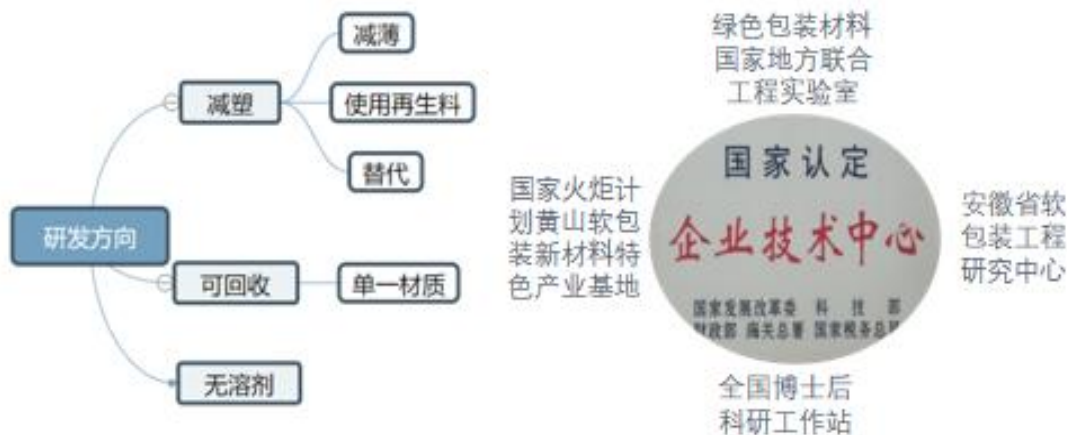 减薄
减塑
使用再生料
替代
研发方向
可回收
单一材质
无溶剂
绿色包装材料
国家地方联合
工程实验室
国家火炬计
划黄山软包
装新材料特
色产业基地
国家认定
企业技术中心
国家发展改革委 科技部
财政部 海关总署 国家税务总局
安徽省软
包装工程
研究中心
全国博士后
科研工作站